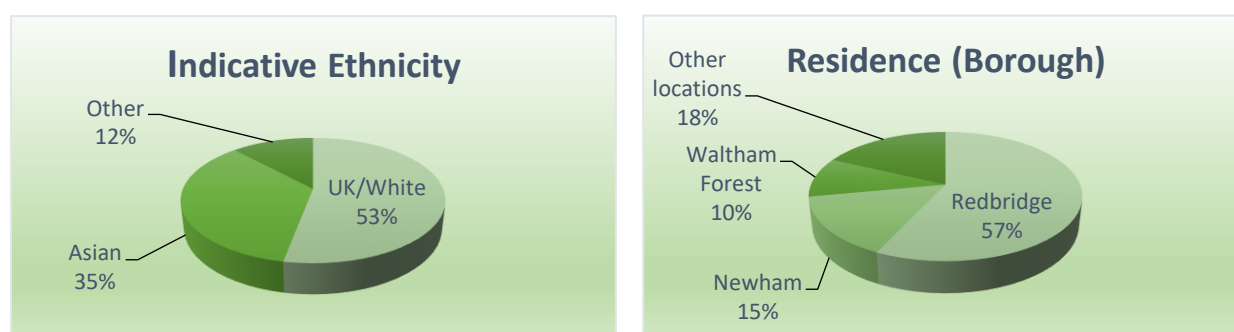 Indicative Ethnicity
Other
12%
UK/White
53%
Asian
35%
Residence (Borough)
Other
locations
18%
Waltham
Forest
10%
Redbridge
57%
Newham
15%